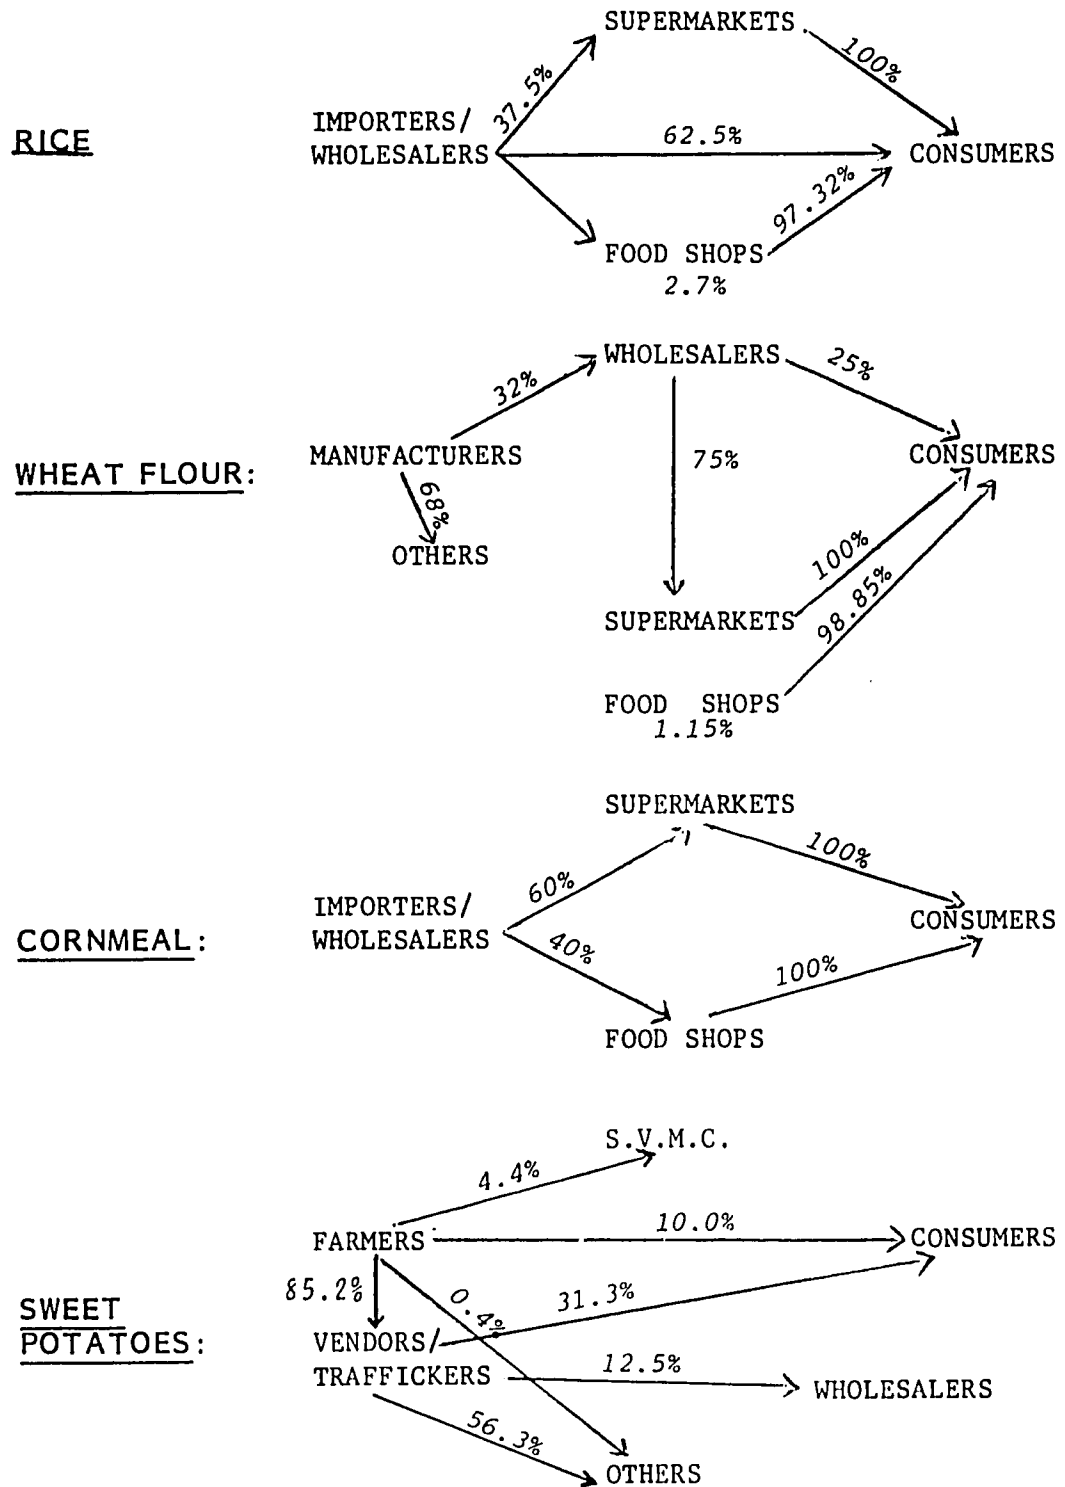 SUPERMARKETS
100%
37.5%
IMPORTERS/
WHOLESALERS
RICE
62.5%
CONSUMERS
97.32%
FOOD SHOPS
2.7%
WHOLESALERS
25%
32%
MANUFACTURERS
CONSUMERS
WHEAT FLOUR:
75%
68%
OTHERS
100%
98.85%
SUPERMARKETS
FOOD SHOPS
1.15%
SUPERMARKETS
100%
60%
IMPORTERS/
WHOLESALERS
CONSUMERS
CORNMEAL:
40%
100%
FOOD SHOPS
S.V.M.C.
4.4%
10.0%
FARMERS
CONSUMERS
85.2%
0.4%
31.3%
SWEET
POTATOES:
VENDORS/
TRAFFICKERS
12.5%
WHOLESALERS
56.3%
OTHERS